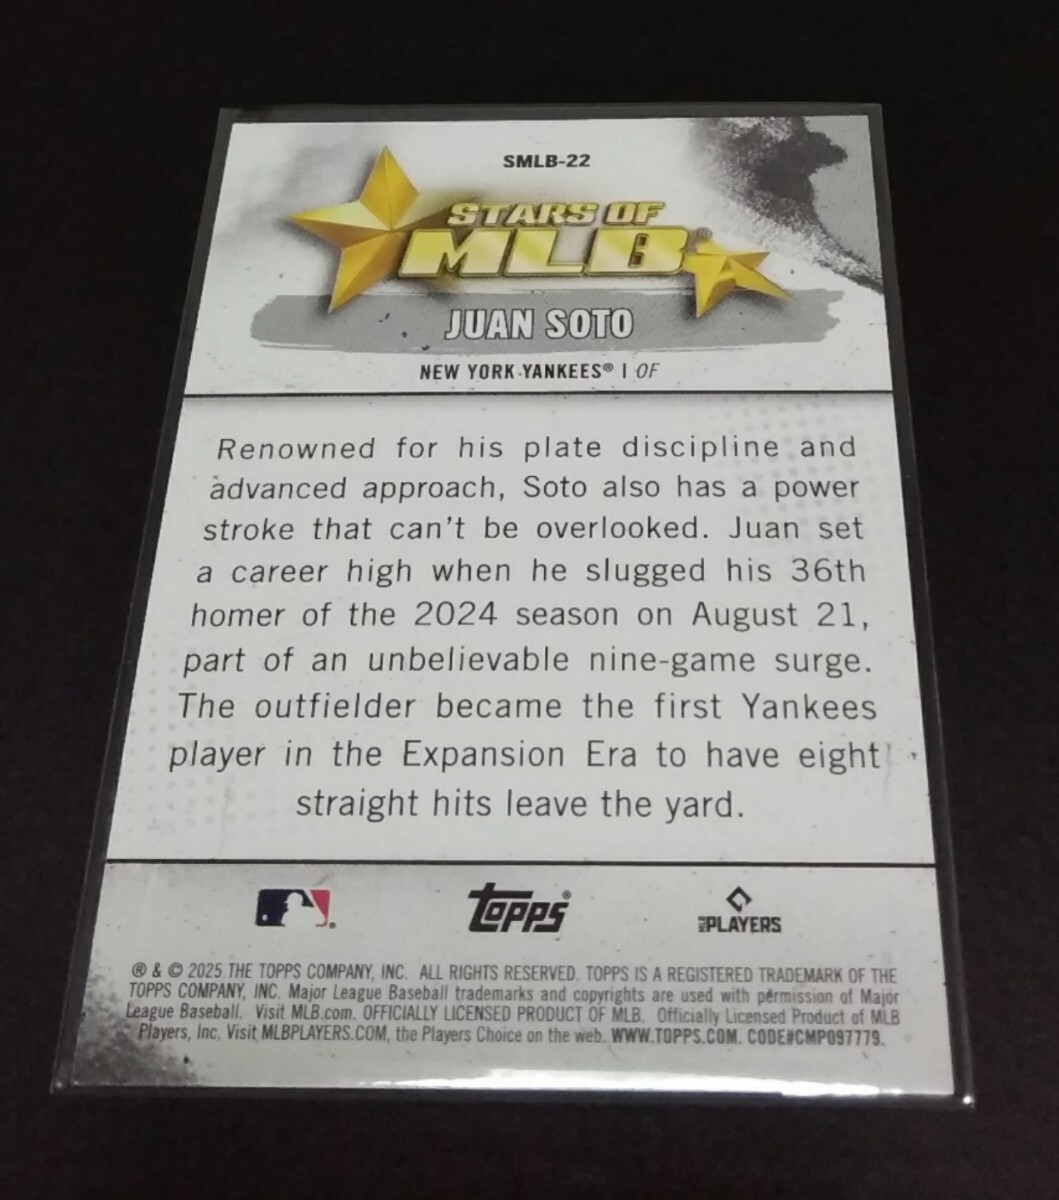 SMLB-22
STARS OF
MLB®
JUAN SOTO
NEW YORK YANKEES® | OF
Renowned for his plate discipline and
advanced approach, Soto also has a power
stroke that can't be overlooked. Juan set
a career high when he slugged his 36th
homer of the 2024 season on August 21,
part of an unbelievable nine-game surge.
The outfielder became the first Yankees
player in the Expansion Era to have eight
straight hits leave the yard.
topps®
MLB PLAYERS
® & © 2025 THE TOPPS COMPANY, INC. ALL RIGHTS RESERVED. TOPPS IS A REGISTERED TRADEMARK OF THE
TOPPS COMPANY, INC. Major League Baseball trademarks and copyrights are used with permission of Major
League Baseball. Visit MLB.com. OFFICIALLY LICENSED PRODUCT OF MLB. Officially Licensed Product of MLB
Players, Inc. Visit MLBPLAYERS.COM, the Players Choice on the web. WWW.TOPPS.COM. CODE#CMP097779.